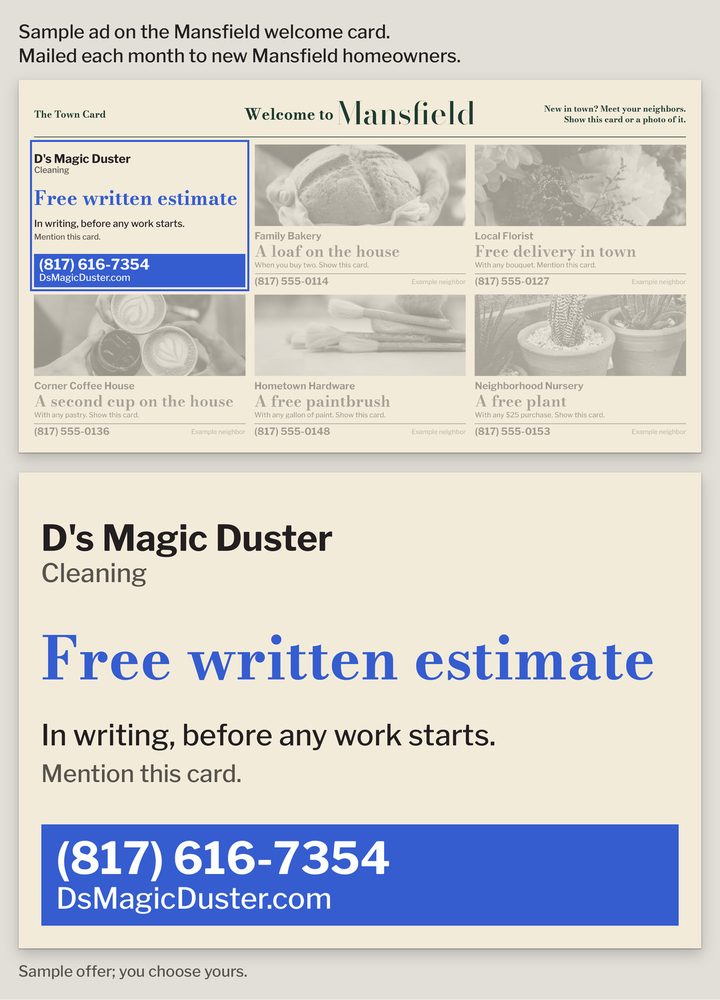 Sample ad on the Mansfield welcome card.
Mailed each month to new Mansfield homeowners.
The Town Card
Welcome to Mansfield
New in town? Meet your neighbors.
Show this card or a photo of it.
D's Magic Duster
Cleaning
Free written estimate
In writing, before any work starts.
Mention this card.
(817) 616-7354
DsMagicDuster.com
Family Bakery
A loaf on the house
When you buy two. Show this card.
(817) 555-0114
Example neighbor
Local Florist
Free delivery in town
With any bouquet. Mention this card.
(817) 555-0127
Example neighbor
Corner Coffee House
A second cup on the house
With any pastry. Show this card.
(817) 555-0136
Example neighbor
Hometown Hardware
A free paintbrush
With any gallon of paint. Show this card.
(817) 555-0148
Example neighbor
Neighborhood Nursery
A free plant
With any $25 purchase. Show this card.
(817) 555-0153
Example neighbor
D's Magic Duster
Cleaning
Free written estimate
In writing, before any work starts.
Mention this card.
(817) 616-7354
DsMagicDuster.com
Sample offer; you choose yours.